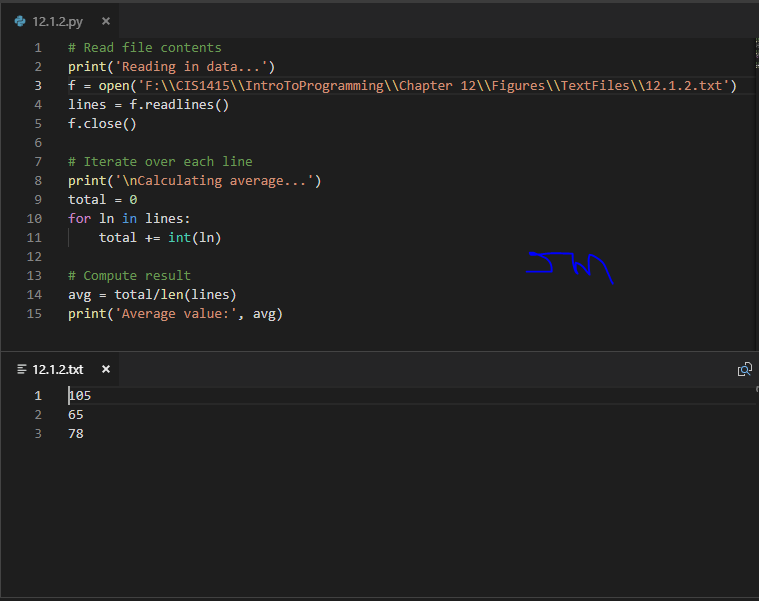 12.1.2.py ×
1 # Read file contents
2 print('Reading in data...')
3 f = open('F:\\CIS1415\\IntroToProgramming\\Chapter 12\\Figures\\TextFiles\\12.1.2.txt')
4 lines = f.readlines()
5 f.close()
6
7 # Iterate over each line
8 print('\nCalculating average...')
9 total = 0
10 for ln in lines:
11     total += int(ln)
12
13 # Compute result
14 avg = total/len(lines)
15 print('Average value:', avg)
12.1.2.txt ×
1 105
2 65
3 78